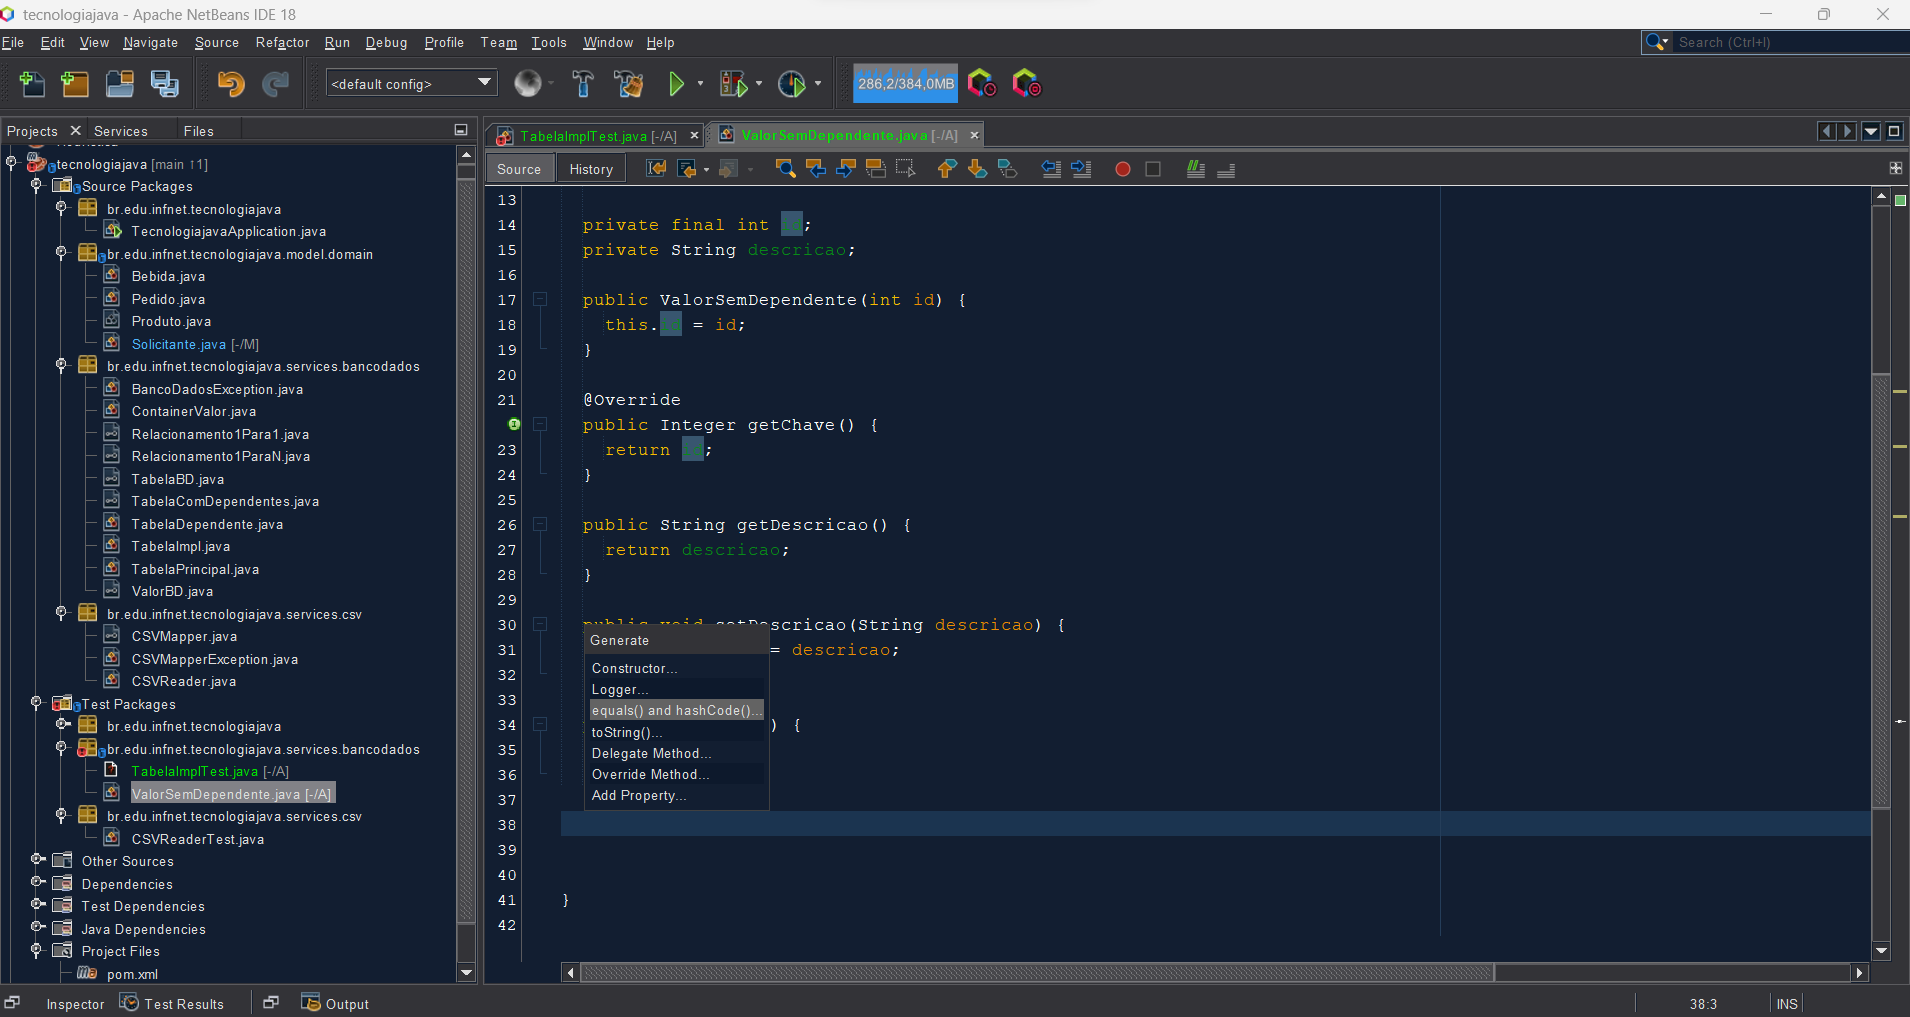 tecnologiajava - Apache NetBeans IDE 18
File Edit View Navigate Source Refactor Run Debug Profile Team Tools Window Help
Search (Ctrl+I)
<default config>
286,2/384,0MB
Projects Services Files
TabelaImplTest.java [-/A] ValorSemDependente.java [-/A]
Source History
tecnologiajava [main ↑1]
Source Packages
br.edu.infnet.tecnologiajava
TecnologiajavaApplication.java
br.edu.infnet.tecnologiajava.model.domain
Bebida.java
Pedido.java
Produto.java
Solicitante.java [-/M]
br.edu.infnet.tecnologiajava.services.bancodados
BancoDadosException.java
ContainerValor.java
Relacionamento1Para1.java
Relacionamento1ParaN.java
TabelaBD.java
TabelaComDependentes.java
TabelaDependente.java
TabelaImpl.java
TabelaPrincipal.java
ValorBD.java
br.edu.infnet.tecnologiajava.services.csv
CSVMapper.java
CSVMapperException.java
CSVReader.java
Test Packages
br.edu.infnet.tecnologiajava
br.edu.infnet.tecnologiajava.services.bancodados
TabelaImplTest.java [-/A]
ValorSemDependente.java [-/A]
br.edu.infnet.tecnologiajava.services.csv
CSVReaderTest.java
Other Sources
Dependencies
Test Dependencies
Java Dependencies
Project Files
pom.xml
13
14 private final int id;
15 private String descricao;
16
17 public ValorSemDependente(int id) {
18 this.id = id;
19 }
20
21 @Override
public Integer getChave() {
23 return id;
24 }
25
26 public String getDescricao() {
27 return descricao;
28 }
29
30 public void setDescricao(String descricao) {
31 = descricao;
32
33
34 ) {
35
36
37
38
39
40
41 }
42
Generate
Constructor...
Logger...
equals() and hashCode()...
toString()...
Delegate Method...
Override Method...
Add Property...
Inspector Test Results Output
38:3 INS